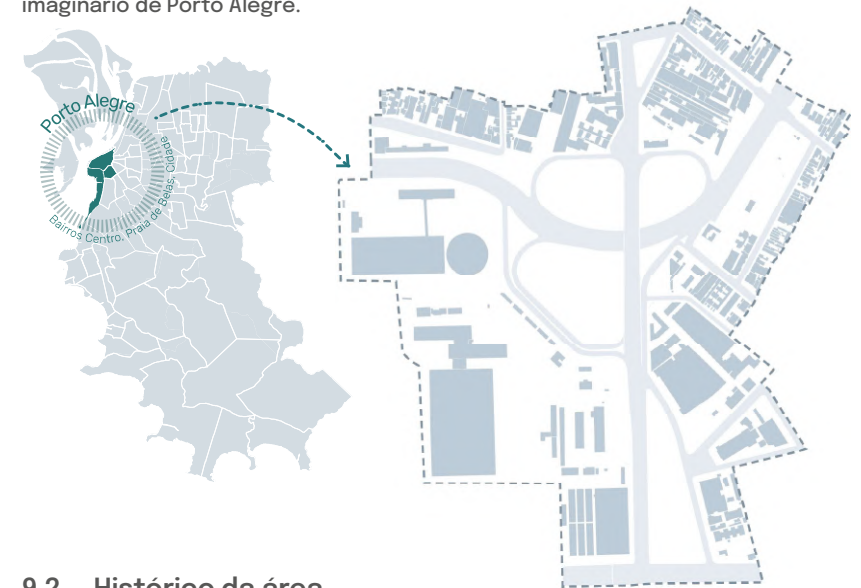 imaginário de Porto Alegre.
Porto Alegre
Bairros Centro, Praia de Belas, Cidade
9.2 Histórico da área